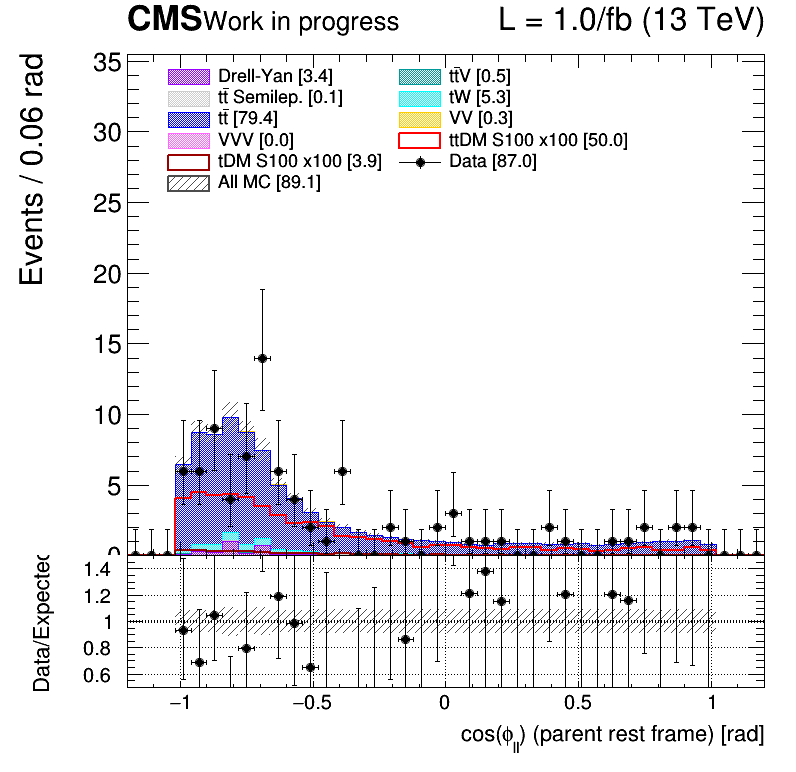 CMS Work in progress L = 1.0/fb (13 TeV)
Events / 0.06 rad
35
30
25
20
15
10
5
0
Drell-Yan [3.4]
tt̄ Semilep. [0.1]
tt̄ [79.4]
VVV [0.0]
tDM S100 x100 [3.9]
All MC [89.1]
tt̄V [0.5]
tW [5.3]
VV [0.3]
ttDM S100 x100 [50.0]
Data [87.0]
Data/Expected
1.4
1.2
1
0.8
0.6
−1 −0.5 0 0.5 1
cos(ϕ_ll) (parent rest frame) [rad]